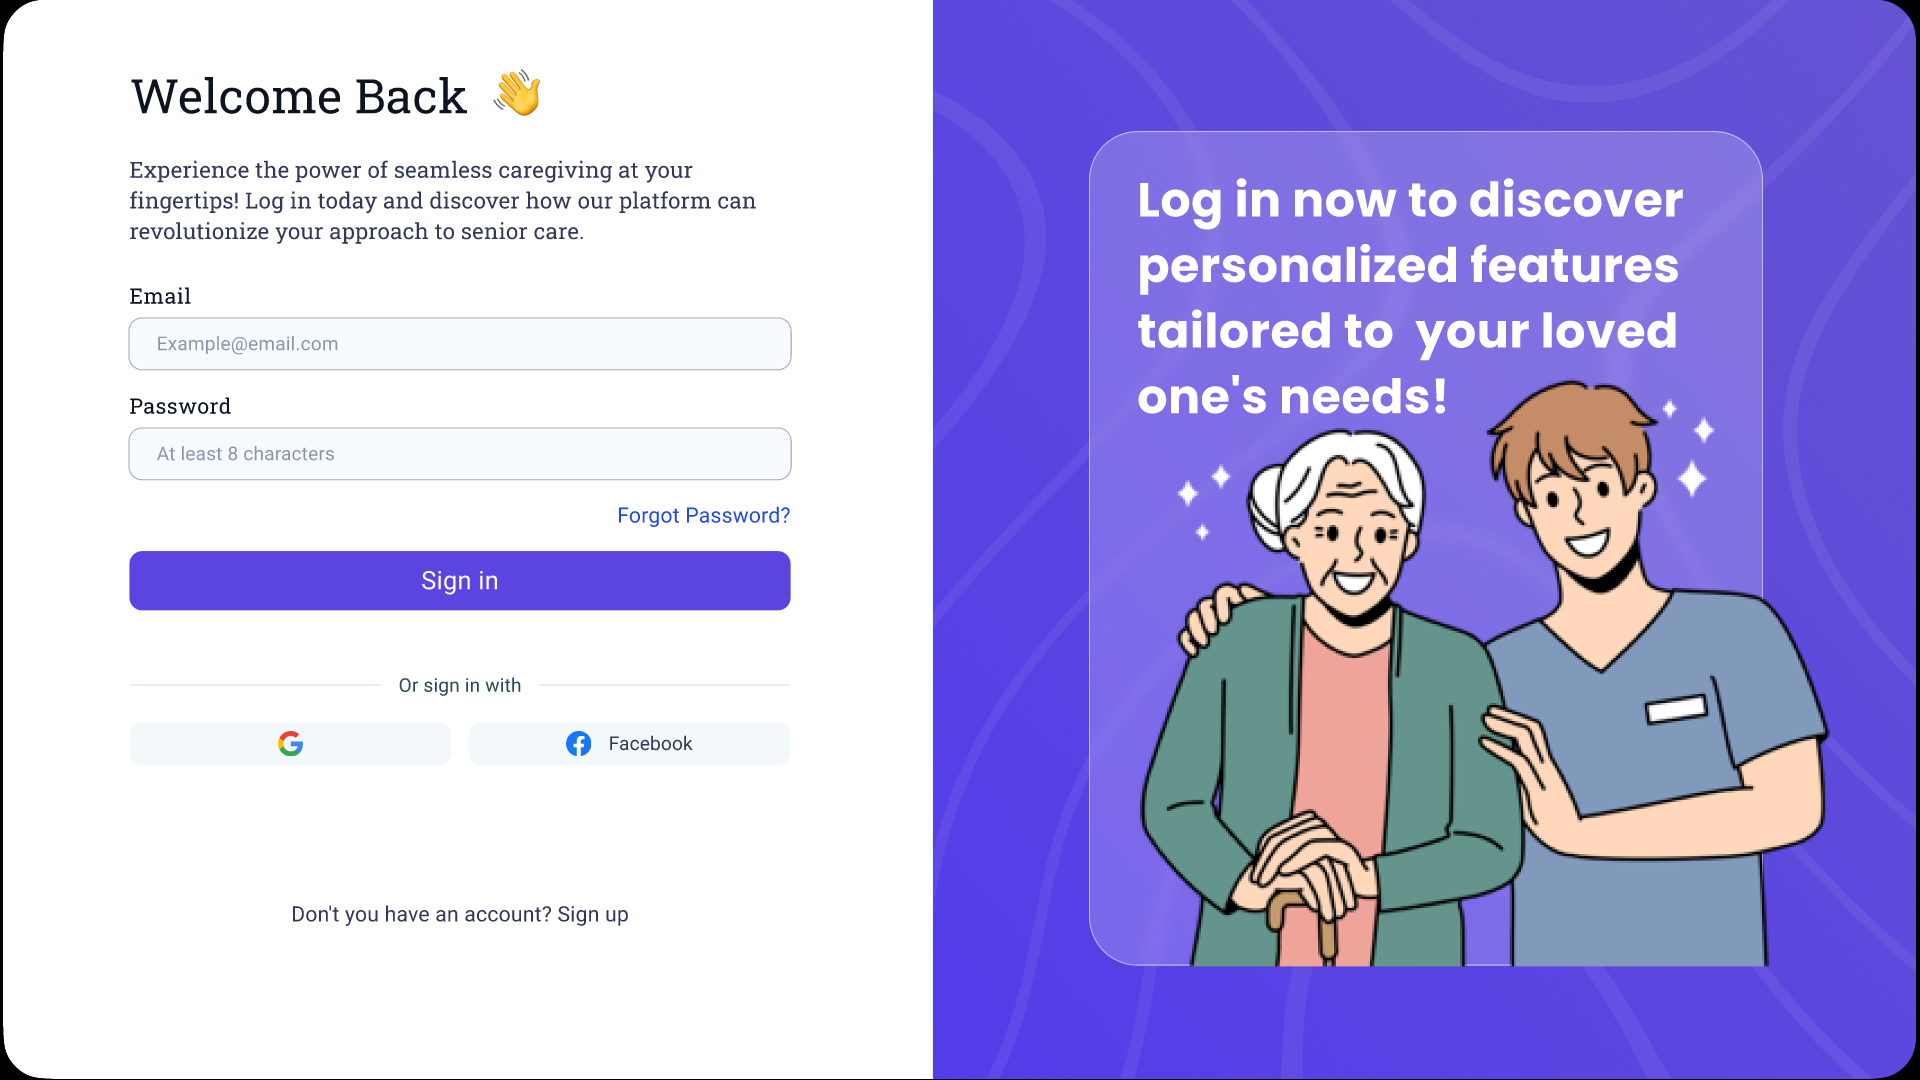 Welcome Back 👋
Experience the power of seamless caregiving at your
fingertips! Log in today and discover how our platform can
revolutionize your approach to senior care.
Email
Example@email.com
Password
At least 8 characters
Forgot Password?
Sign in
Or sign in with
Facebook
Don't you have an account? Sign up
Log in now to discover
personalized features
tailored to  your loved
one's needs!